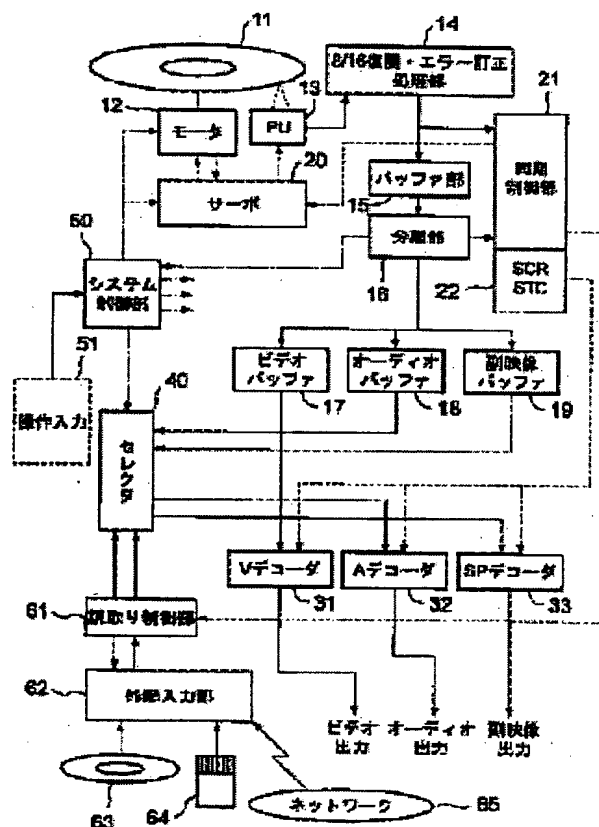 11
14
8/16復調・エラー訂正
処理部
21
12
モータ
13
PU
20
サーボ
バッファ部
15
同期
制御部
50
分離部
16
システム
制御部
22
SCR
STC
51
操作入力
40
セレクタ
ビデオ
バッファ
17
オーディオ
バッファ
18
副映像
バッファ
19
Vデコーダ
31
Aデコーダ
32
SPデコーダ
33
61
読取り制御部
62
外部入力部
ビデオ
出力
オーディオ
出力
副映像
出力
63
64
ネットワーク
65